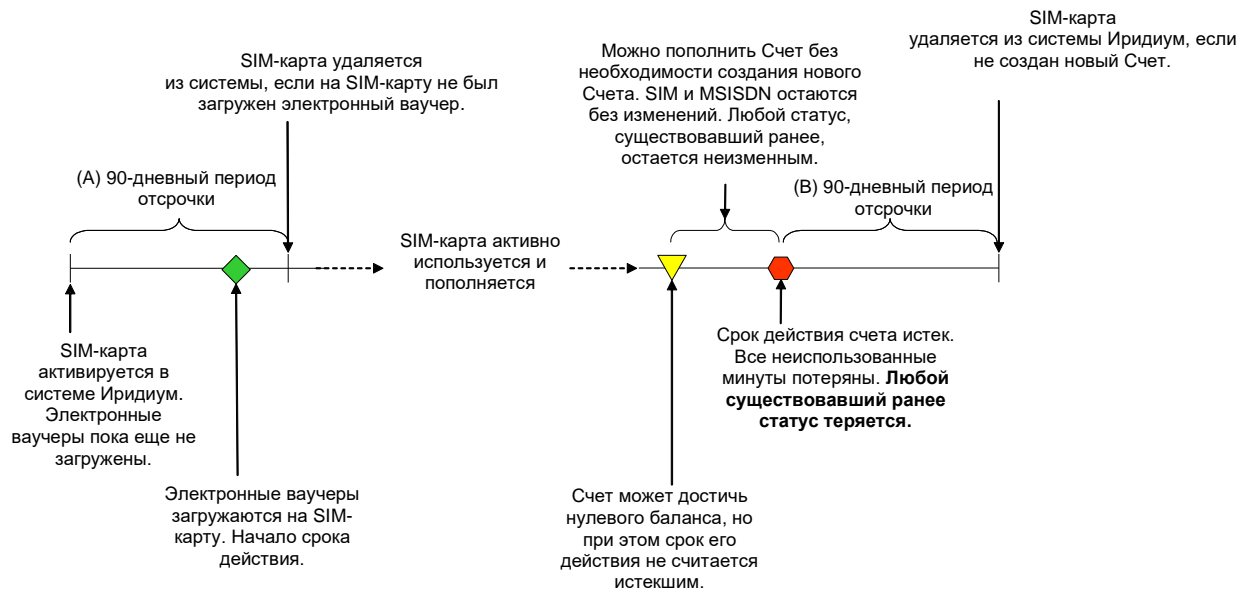 SIM-карта удаляется
из системы, если на SIM-карту не был
загружен электронный ваучер.
Можно пополнить Счет без
необходимости создания нового
Счета. SIM и MSISDN остаются
без изменений. Любой статус,
существовавший ранее,
остается неизменным.
SIM-карта
удаляется из системы Иридиум, если
не создан новый Счет.
(A) 90-дневный период
отсрочки
(B) 90-дневный период
отсрочки
SIM-карта активно
используется и
пополняется
SIM-карта
активируется в
системе Иридиум.
Электронные
ваучеры пока еще не
загружены.
Электронные ваучеры
загружаются на SIM-
карту. Начало срока
действия.
Счет может достичь
нулевого баланса, но
при этом срок его
действия не считается
истекшим.
Срок действия счета истек.
Все неиспользованные
минуты потеряны. Любой
существовавший ранее
статус теряется.